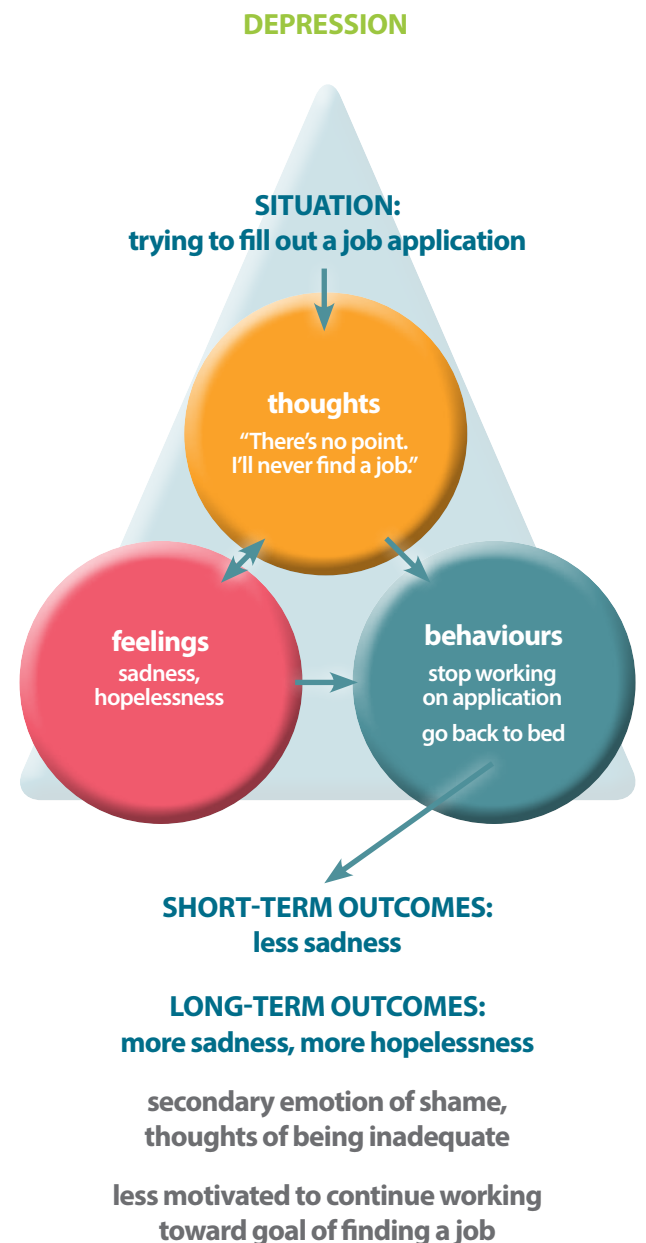 DEPRESSION
SITUATION:
trying to fill out a job application
thoughts
“There’s no point.
I’ll never find a job.”
feelings
sadness,
hopelessness
behaviours
stop working
on application
go back to bed
SHORT-TERM OUTCOMES:
less sadness
LONG-TERM OUTCOMES:
more sadness, more hopelessness
secondary emotion of shame,
thoughts of being inadequate
less motivated to continue working
toward goal of finding a job